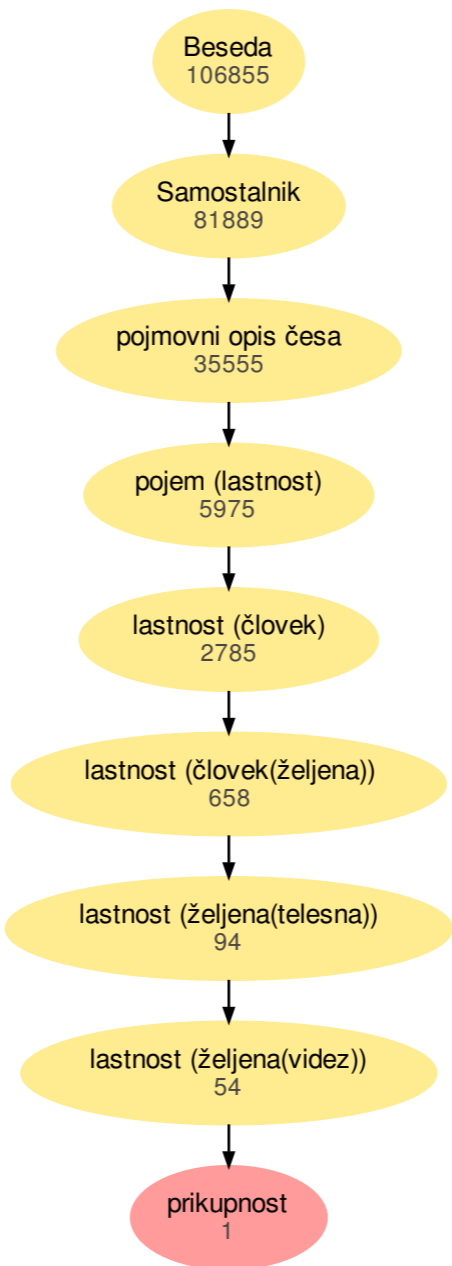 Beseda
106855
Samostalnik
81889
pojmovni opis česa
35555
pojem (lastnost)
5975
lastnost (človek)
2785
lastnost (človek(željena))
658
lastnost (željena(telesna))
94
lastnost (željena(videz))
54
prikupnost
1